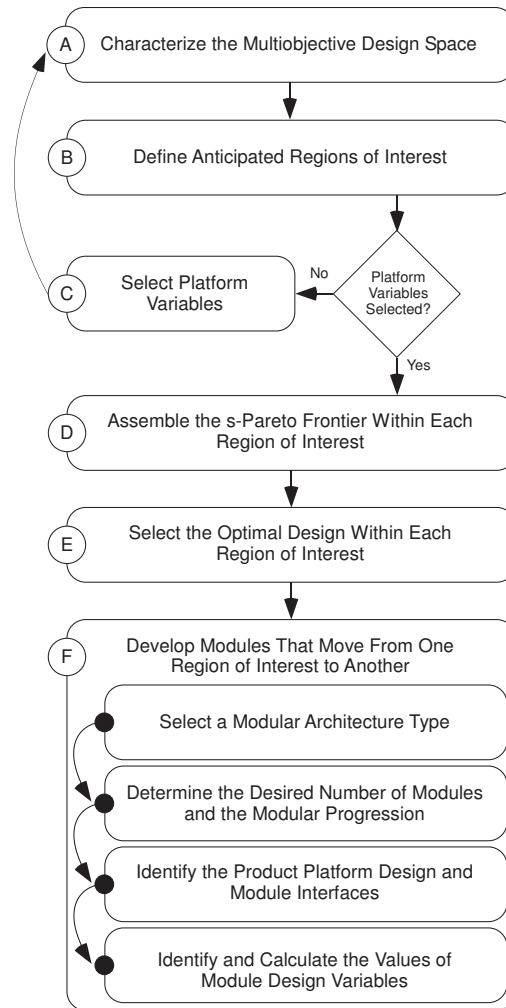 A
Characterize the Multiobjective Design Space
B
Define Anticipated Regions of Interest
C
Select Platform
Variables
No
Platform
Variables
Selected?
Yes
D
Assemble the s-Pareto Frontier Within Each
Region of Interest
E
Select the Optimal Design Within Each
Region of Interest
F
Develop Modules That Move From One
Region of Interest to Another
Select a Modular Architecture Type
Determine the Desired Number of Modules
and the Modular Progression
Identify the Product Platform Design and
Module Interfaces
Identify and Calculate the Values of
Module Design Variables